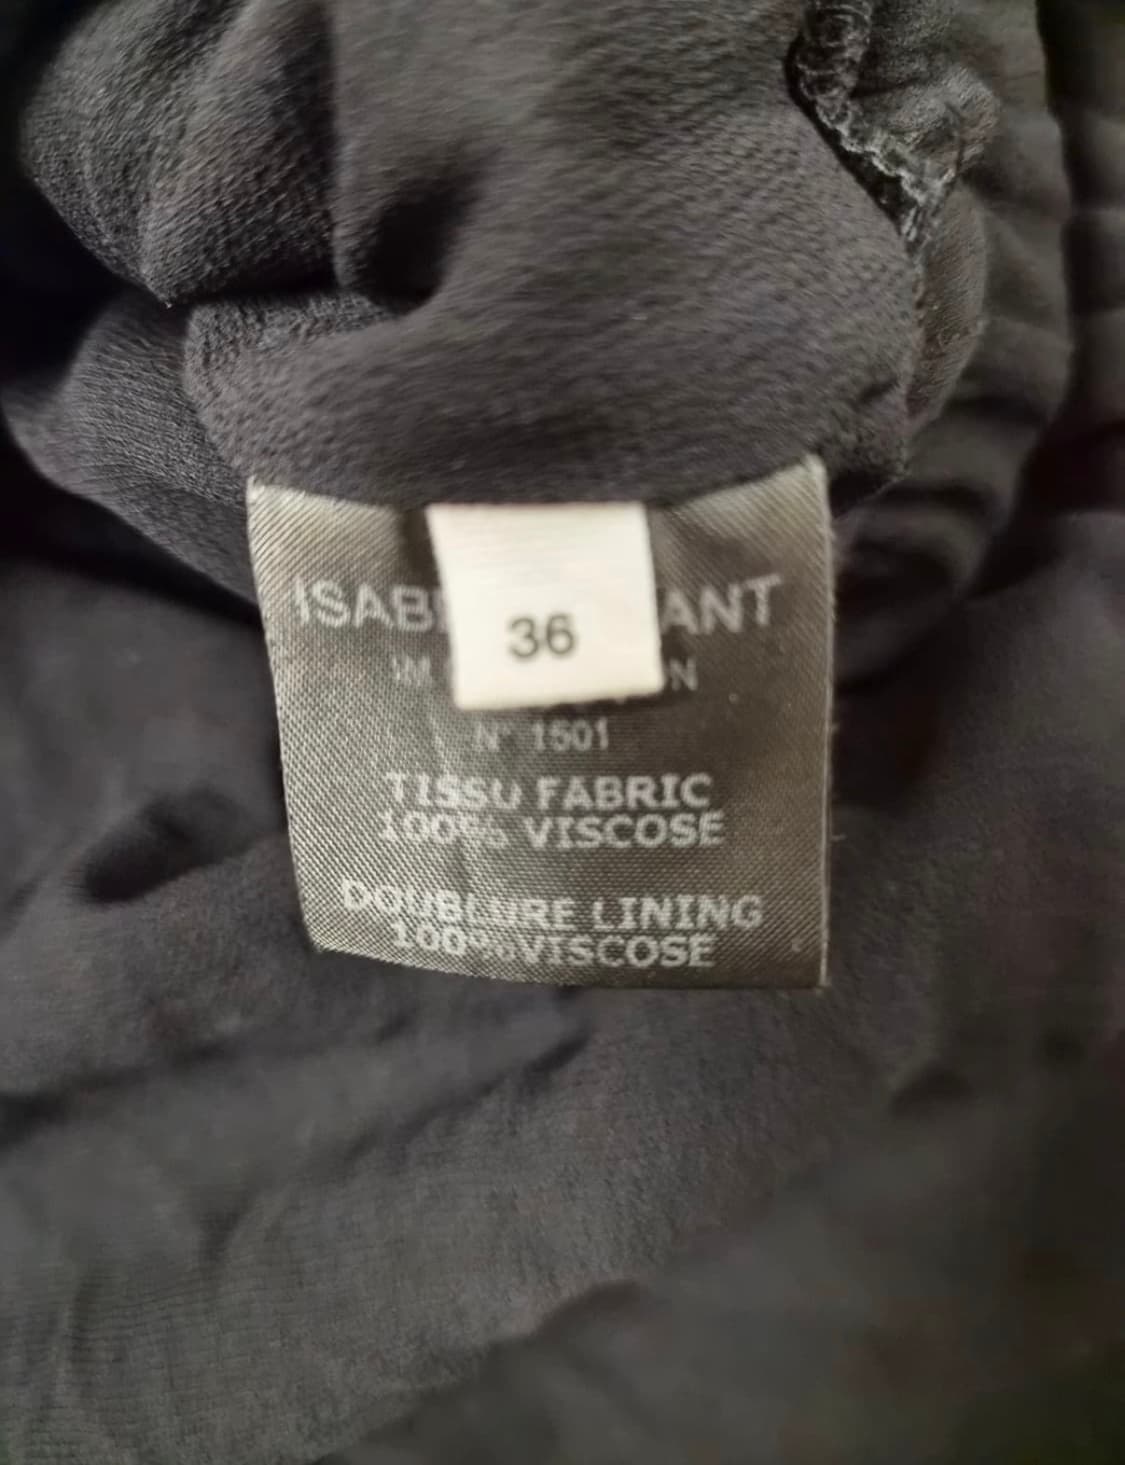 36
N° 1501
TISSU FABRIC
100% VISCOSE
DOUBLURE LINING
100% VISCOSE